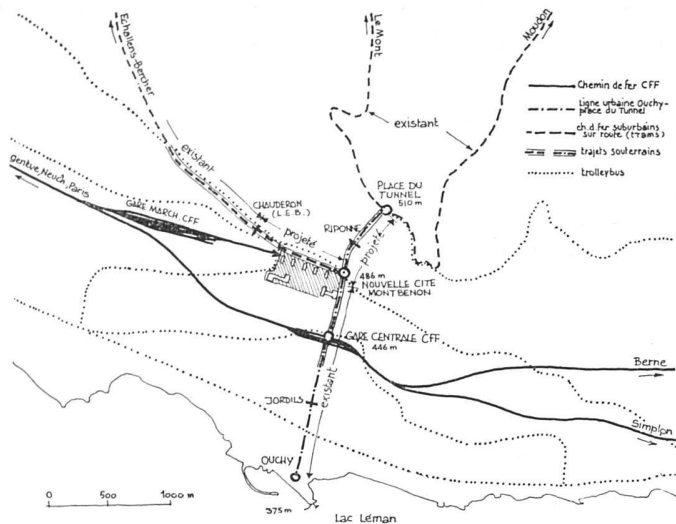 Echallens-Bercher
Le Mont
Moudon
existant
existant
Chemin de fer CFF
Ligne urbaine Ouchy-
place du Tunnel
ch.d.fer suburbains
sur route (trams)
trajets souterrains
trolleybus
Genève, Neuch, Paris
GARE MARCH. CFF
CHAUDERON
(L.E.B.)
projeté
PLACE DU
TUNNEL
510 m
RIPONNE
projeté
486 m
NOUVELLE CITE
MONTBENON
GARE CENTRALE CFF
446 m
Berne
Simplon
existant
JORDILS
OUCHY
375 m
0 500 1000 m
Lac Léman